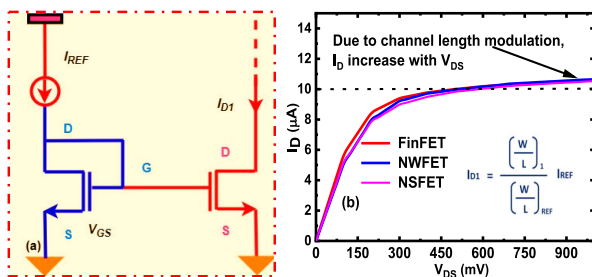 I_REF
D
G
S
V_GS
(a)
I_D1
D
S
(b)
14
12
10
8
6
4
2
0
I_D (μA)
Due to channel length modulation,
I_D increase with V_DS
FinFET
NWFET
NSFET
(b)
I_D1 = (W/L)_1 / (W/L)_REF I_REF
0 150 300 450 600 750 900
V_DS (mV)